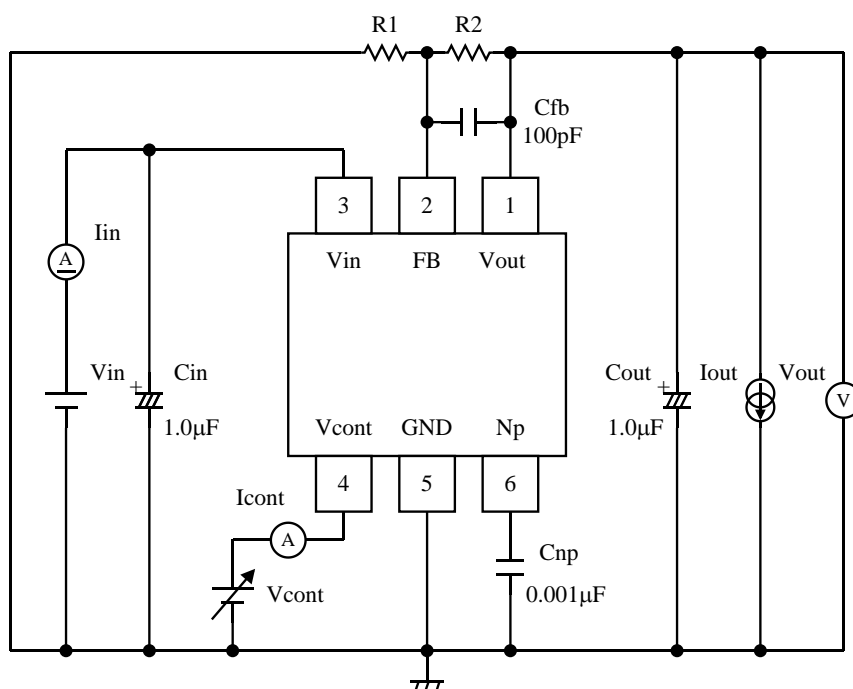 R1 R2
Cfb
100pF
3 2 1
Iin
A
Vin FB Vout
Vin
+
Cin
1.0μF
Cout
+
1.0μF
Iout
Vout
V
Vcont GND Np
4 5 6
Icont
A
Vcont
Cnp
0.001μF